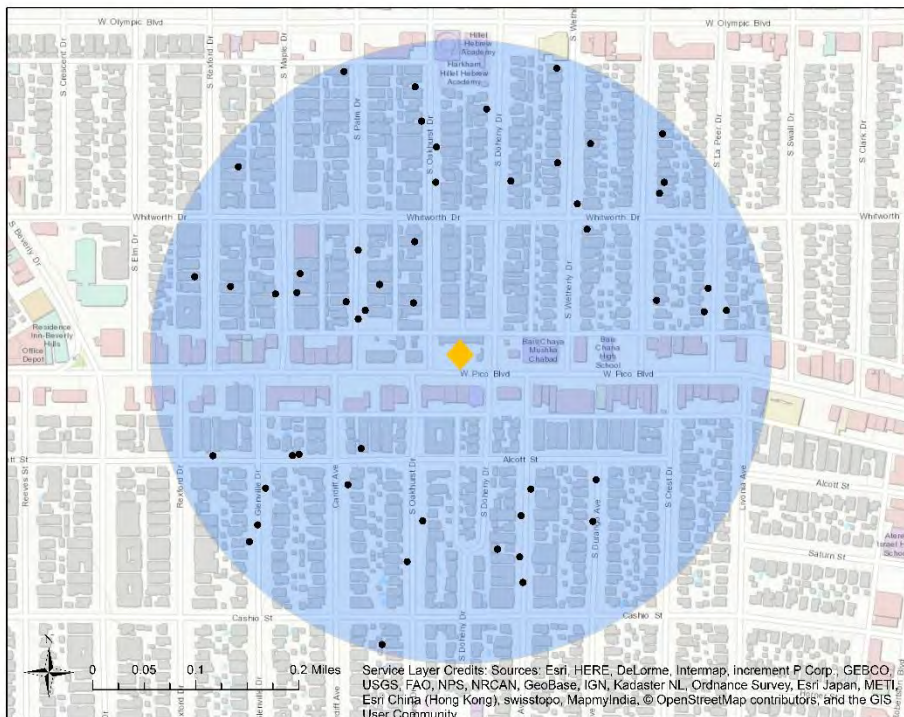 W. Olympic Blvd
W. Olympic Blvd
S. Crescent Dr
S. Rexford Dr
S. Maple Dr
Hillel
Hebrew
Academy
Harkham
Hillel Hebrew
Academy
S. Palm Dr
S. Oakhurst Dr
S. Doheny Dr
S. La Peer Dr
S. Swall Dr
S. Clark Dr
Whitworth Dr
Whitworth Dr
Whitworth Dr
Whitworth
S. Beverly Dr
S. Elm Dr
S. Wetherly Dr
Residence
Inn-Beverly
Hills
Office
Depot
Bais Chaya
Mushka
Chabad
Bais
Chana
High
School
W. Pico Blvd
W. Pico Blvd
Alcott St
Reeves St
Rexford Dr
Glenville Dr
Cardiff Ave
S. Oakhurst Dr
S. Doheny Dr
S. Durango Ave
S. Crest Dr
Livonia Ave
Alcott St
Saturn St
Cashio St
Cashio St
S. Doheny Dr
N
0 0.05 0.1 0.2 Miles
Service Layer Credits: Sources: Esri, HERE, DeLorme, Intermap, increment P Corp., GEBCO,
USGS, FAO, NPS, NRCAN, GeoBase, IGN, Kadaster NL, Ordnance Survey, Esri Japan, METI,
Esri China (Hong Kong), swisstopo, MapmyIndia, © OpenStreetMap contributors, and the GIS
User Community